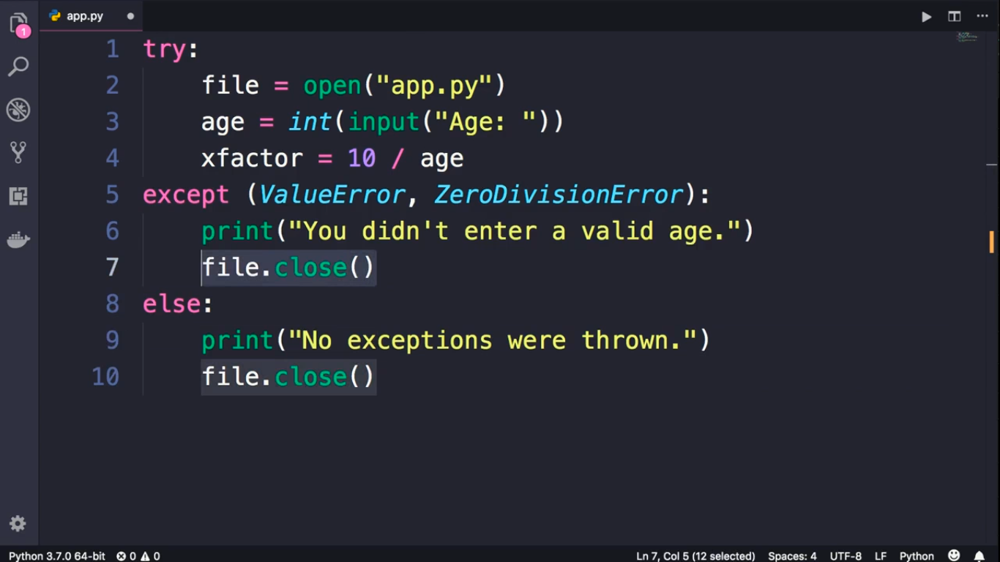 app.py
1
1 try:
2     file = open("app.py")
3     age = int(input("Age: "))
4     xfactor = 10 / age
5 except (ValueError, ZeroDivisionError):
6     print("You didn't enter a valid age.")
7     file.close()
8 else:
9     print("No exceptions were thrown.")
10     file.close()
Python 3.7.0 64-bit 0 0 Ln 7, Col 5 (12 selected) Spaces: 4 UTF-8 LF Python